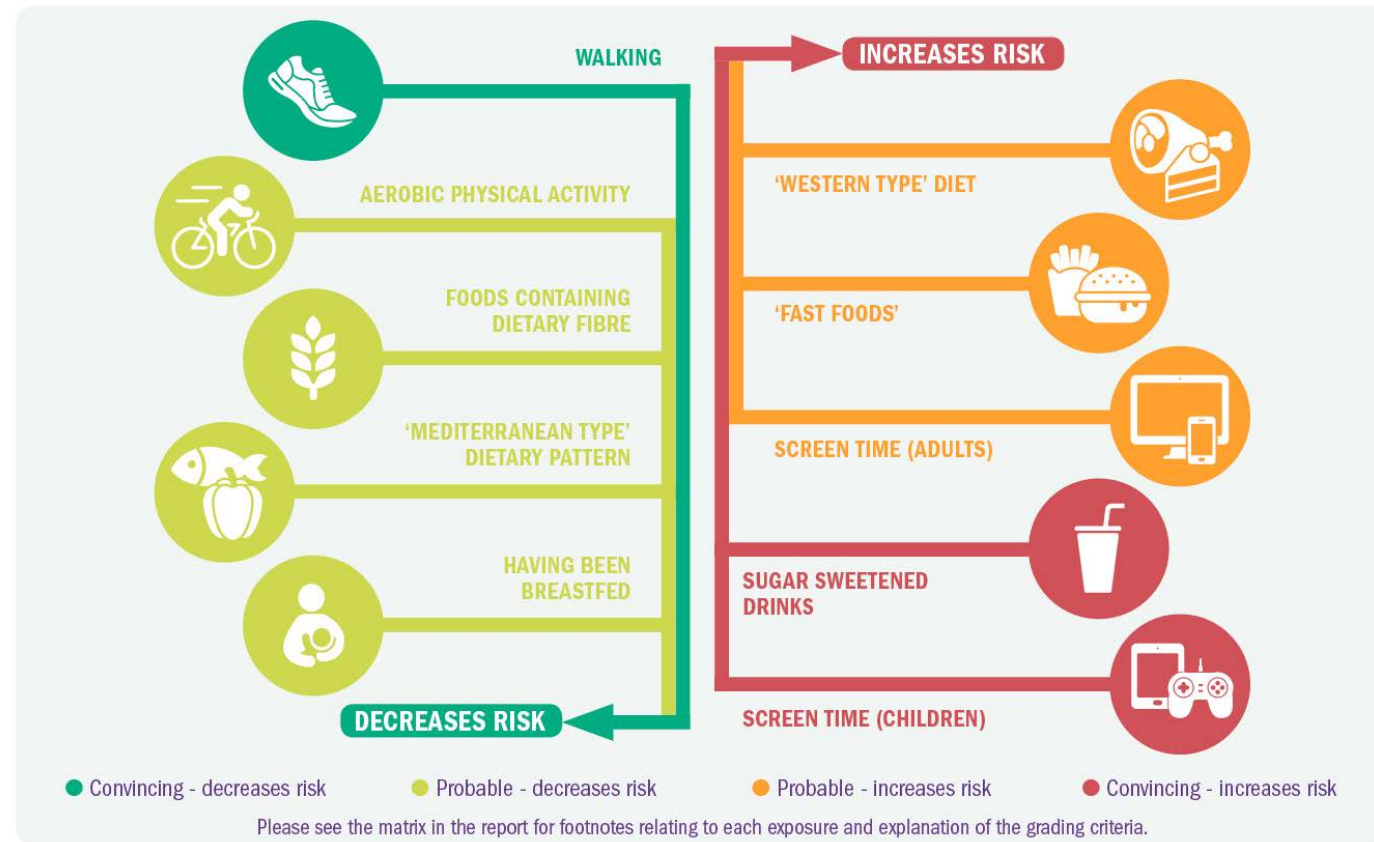 WALKING
AEROBIC PHYSICAL ACTIVITY
FOODS CONTAINING
DIETARY FIBRE
‘MEDITERRANEAN TYPE’
DIETARY PATTERN
HAVING BEEN
BREASTFED
DECREASES RISK
INCREASES RISK
‘WESTERN TYPE’ DIET
‘FAST FOODS’
SCREEN TIME (ADULTS)
SUGAR SWEETENED
DRINKS
SCREEN TIME (CHILDREN)
Convincing - decreases risk
Probable - decreases risk
Probable - increases risk
Convincing - increases risk
Please see the matrix in the report for footnotes relating to each exposure and explanation of the grading criteria.